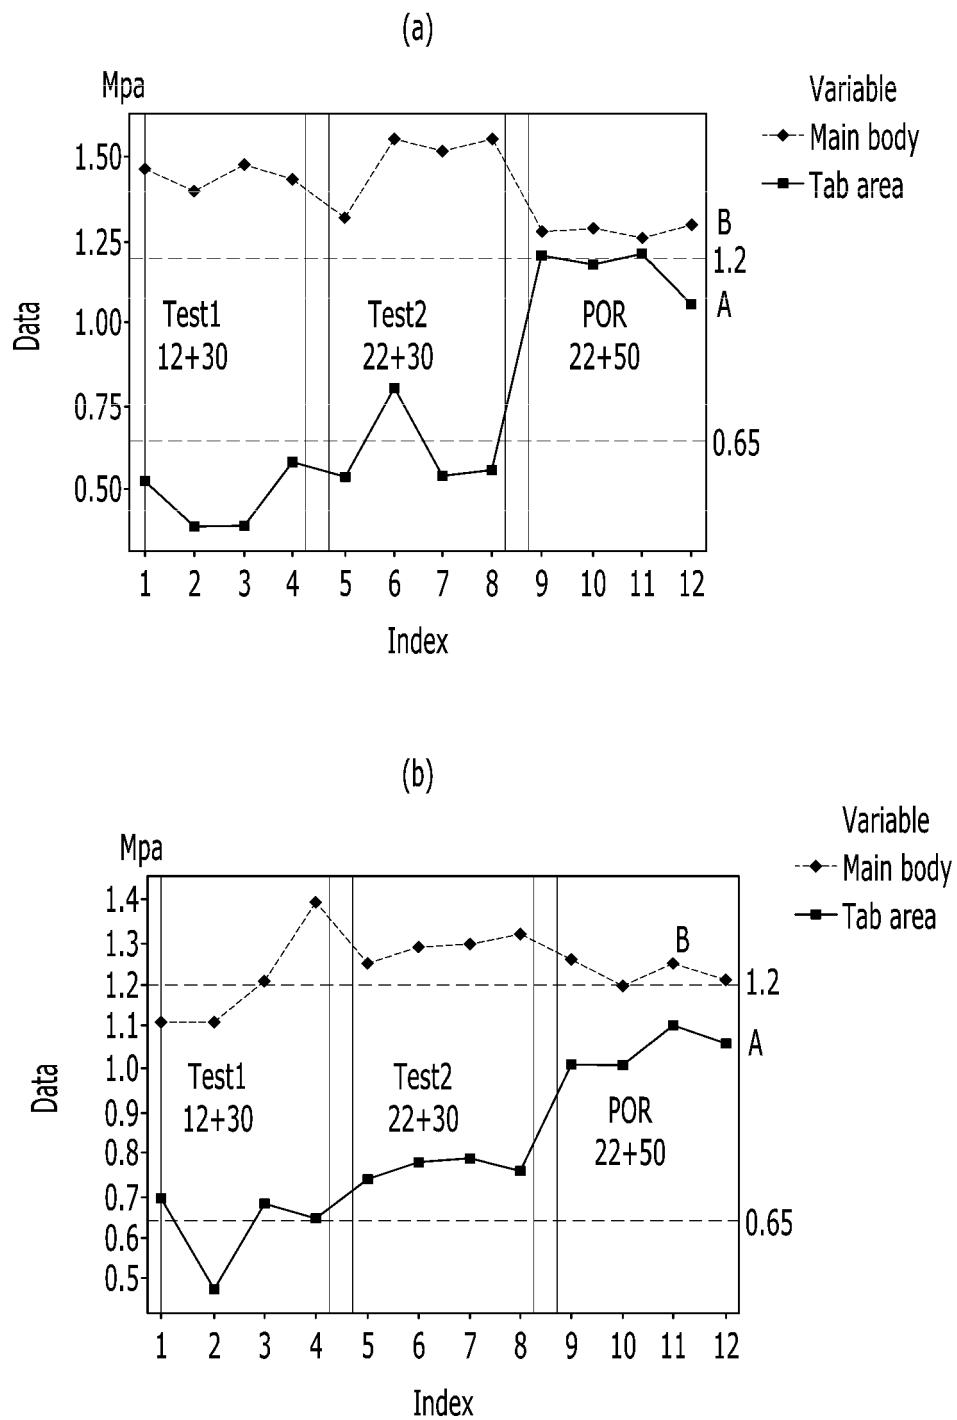 (a)
Mpa
Variable
Main body
Tab area
1.50
1.25
1.00
0.75
0.50
Data
B
1.2
A
0.65
Test1
12+30
Test2
22+30
POR
22+50
1 2 3 4 5 6 7 8 9 10 11 12
Index
(b)
Mpa
Variable
Main body
Tab area
1.4
1.3
1.2
1.1
1.0
0.9
0.8
0.7
0.6
0.5
Data
B
1.2
A
0.65
Test1
12+30
Test2
22+30
POR
22+50
1 2 3 4 5 6 7 8 9 10 11 12
Index